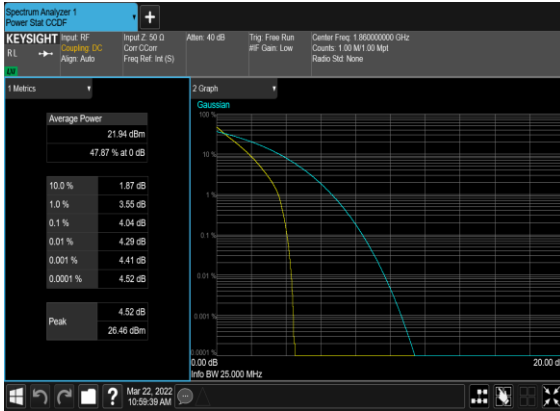 Spectrum Analyzer 1
Power Stat CCDF
KEYSIGHT
RL
Input: RF
Coupling: DC
Align: Auto
Input Z: 50 Ω
Corr CCorr
Freq Ref: Int (S)
Atten: 40 dB
Trig: Free Run
#IF Gain: Low
Center Freq: 1.860000000 GHz
Counts: 1.00 M/1.00 Mpt
Radio Std: None
1 Metrics
Average Power
21.94 dBm
47.87 % at 0 dB
10.0 % 1.87 dB
1.0 % 3.55 dB
0.1 % 4.04 dB
0.01 % 4.29 dB
0.001 % 4.41 dB
0.0001 % 4.52 dB
Peak
4.52 dB
26.46 dBm
2 Graph
Gaussian
100 %
10 %
1 %
0.1 %
0.01 %
0.001 %
0.0001 %
0.00 dB
20.00 d
Info BW 25.000 MHz
Mar 22, 2022
10:59:39 AM